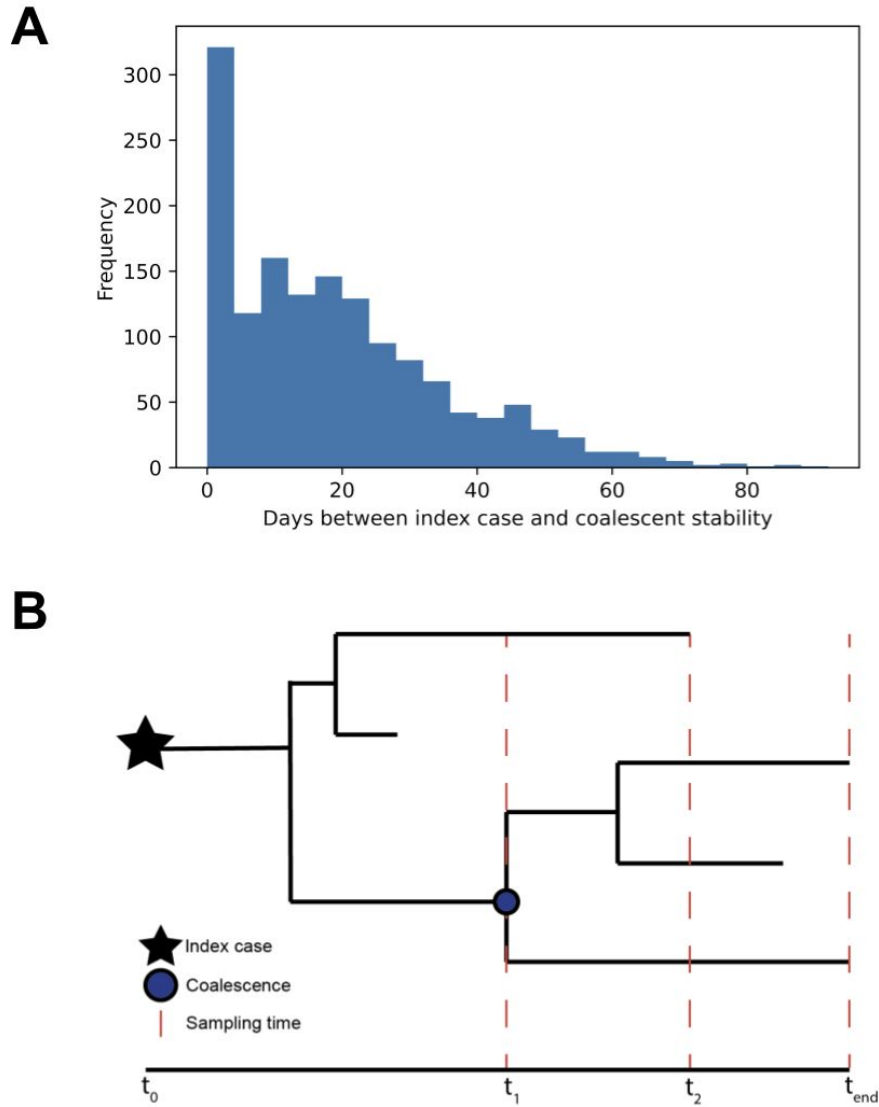 A
Frequency
300
250
200
150
100
50
0
0 20 40 60 80
Days between index case and coalescent stability
B
Index case
Coalescence
Sampling time
t0 t1 t2 tend